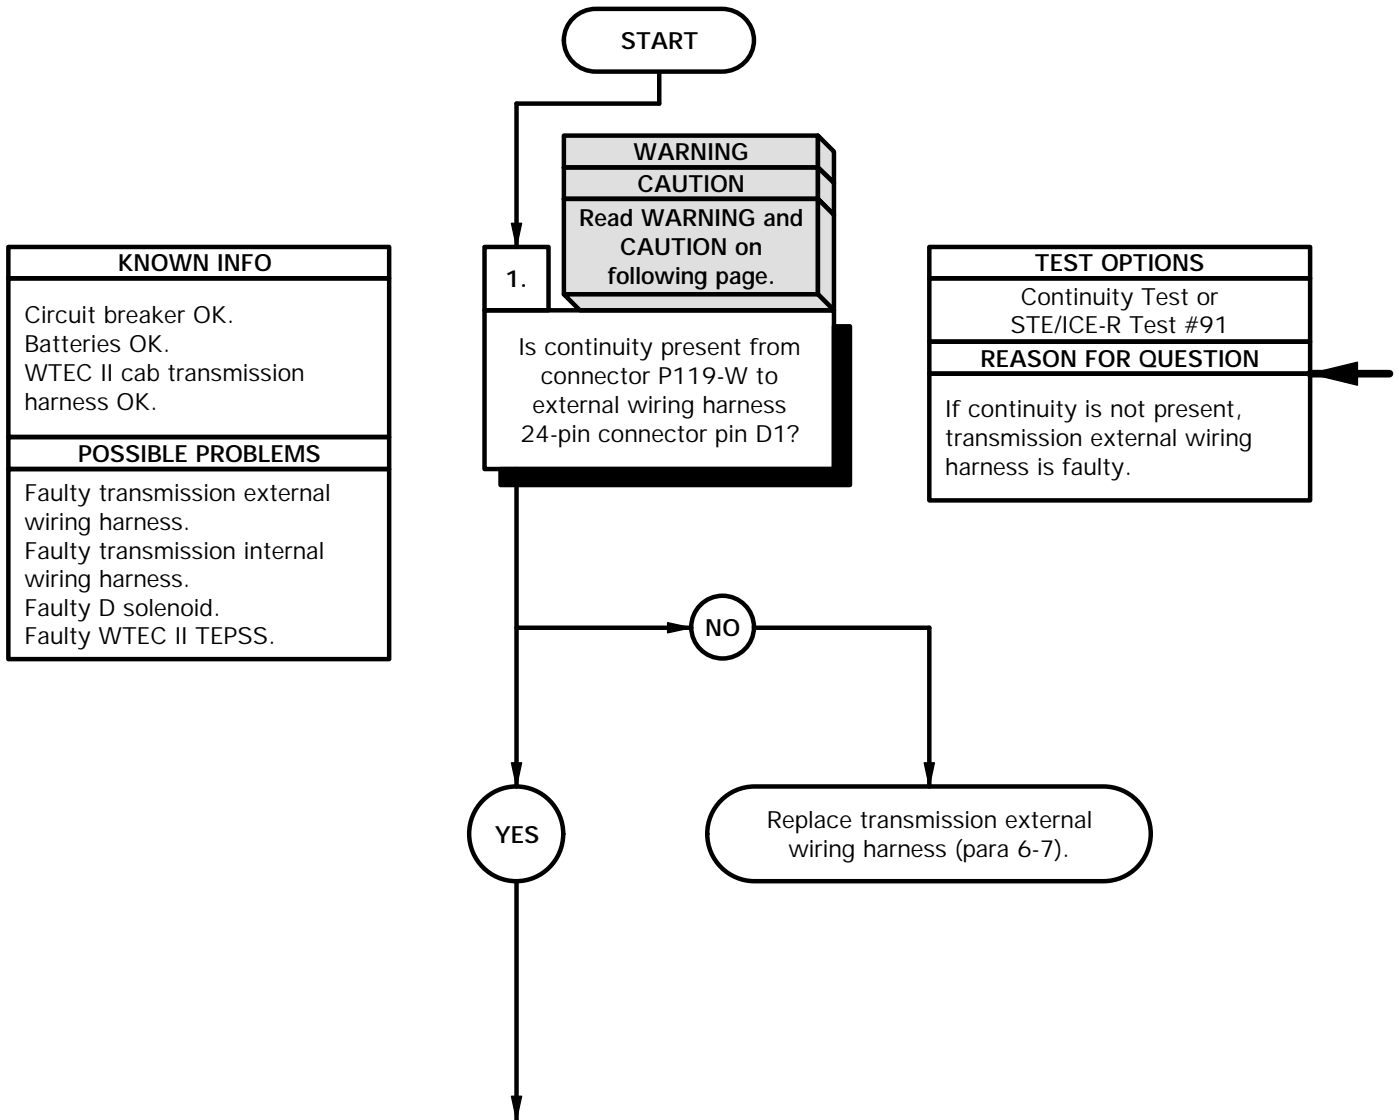 START
WARNING
CAUTION
Read WARNING and
CAUTION on
following page.
KNOWN INFO
Circuit breaker OK.
Batteries OK.
WTEC II cab transmission
harness OK.
POSSIBLE PROBLEMS
Faulty transmission external
wiring harness.
Faulty transmission internal
wiring harness.
Faulty D solenoid.
Faulty WTEC II TEPSS.
1.
Is continuity present from
connector P119-W to
external wiring harness
24-pin connector pin D1?
TEST OPTIONS
Continuity Test or
STE/ICE-R Test #91
REASON FOR QUESTION
If continuity is not present,
transmission external wiring
harness is faulty.
NO
YES
Replace transmission external
wiring harness (para 6-7).